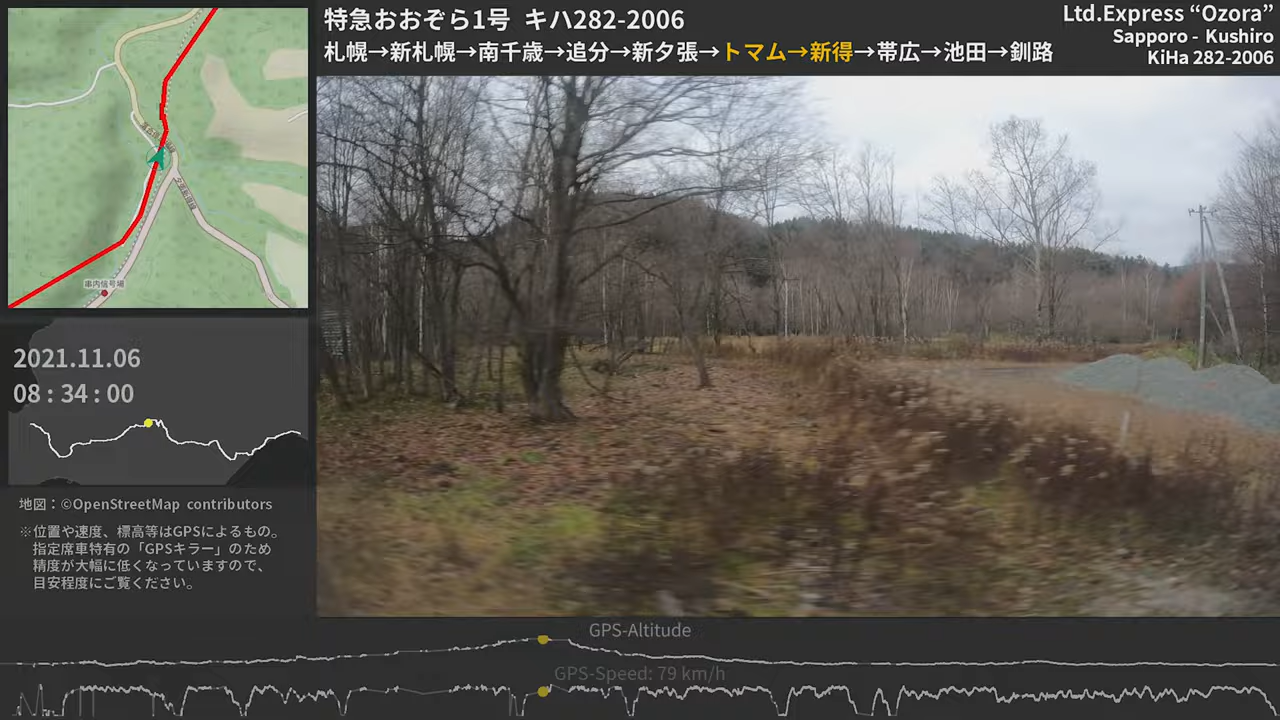 特急おおぞら1号 キハ282-2006
札幌→新札幌→南千歳→追分→新夕張→トマム→新得→帯広→池田→釧路
Ltd.Express “Ozora”
Sapporo - Kushiro
KiHa 282-2006
串内信号場
2021.11.06
08:34:00
地図：©OpenStreetMap contributors
※位置や速度、標高等はGPSによるもの。
指定席車特有の「GPSキラー」のため
精度が大幅に低くなっていますので、
目安程度にご覧ください。
GPS-Altitude
GPS-Speed: 79 km/h